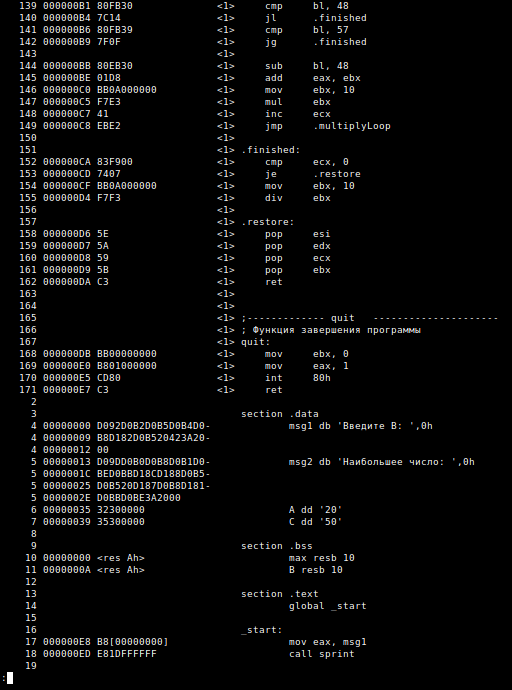 139 000000B1 80FB30 <1> cmp bl, 48
140 000000B4 7C14 <1> jl .finished
141 000000B6 80FB39 <1> cmp bl, 57
142 000000B9 7F0F <1> jg .finished
143 <1>
144 000000BB 80EB30 <1> sub bl, 48
145 000000BE 01D8 <1> add eax, ebx
146 000000C0 BB0A000000 <1> mov ebx, 10
147 000000C5 F7E3 <1> mul ebx
148 000000C7 41 <1> inc ecx
149 000000C8 EBE2 <1> jmp .multiplyLoop
150 <1>
151 <1> .finished:
152 000000CA 83F900 <1> cmp ecx, 0
153 000000CD 7407 <1> je .restore
154 000000CF BB0A000000 <1> mov ebx, 10
155 000000D4 F7F3 <1> div ebx
156 <1>
157 <1> .restore:
158 000000D6 5E <1> pop esi
159 000000D7 5A <1> pop edx
160 000000D8 59 <1> pop ecx
161 000000D9 5B <1> pop ebx
162 000000DA C3 <1> ret
163 <1>
164 <1>
165 <1> ;------------- quit ---------------------
166 <1> ; Функция завершения программы
167 <1> quit:
168 000000DB BB00000000 <1> mov ebx, 0
169 000000E0 B801000000 <1> mov eax, 1
170 000000E5 CD80 <1> int 80h
171 000000E7 C3 <1> ret
2
3 section .data
4 00000000 D092D0B2D0B5D0B4D0- msg1 db 'Введите B: ',0h
4 00000009 B8D182D0B520423A20-
4 00000012 00
5 00000013 D09DD0B0D0B8D0B1D0- msg2 db 'Наибольшее число: ',0h
5 0000001C BED0BBD18CD188D0B5-
5 00000025 D0B520D187D0B8D181-
5 0000002E D0BBD0BE3A2000
6 00000035 32300000 A dd '20'
7 00000039 35300000 C dd '50'
8
9 section .bss
10 00000000 <res Ah> max resb 10
11 0000000A <res Ah> B resb 10
12
13 section .text
14 global _start
15
16 _start:
17 000000E8 B8[00000000] mov eax, msg1
18 000000ED E81DFFFFFF call sprint
19
: